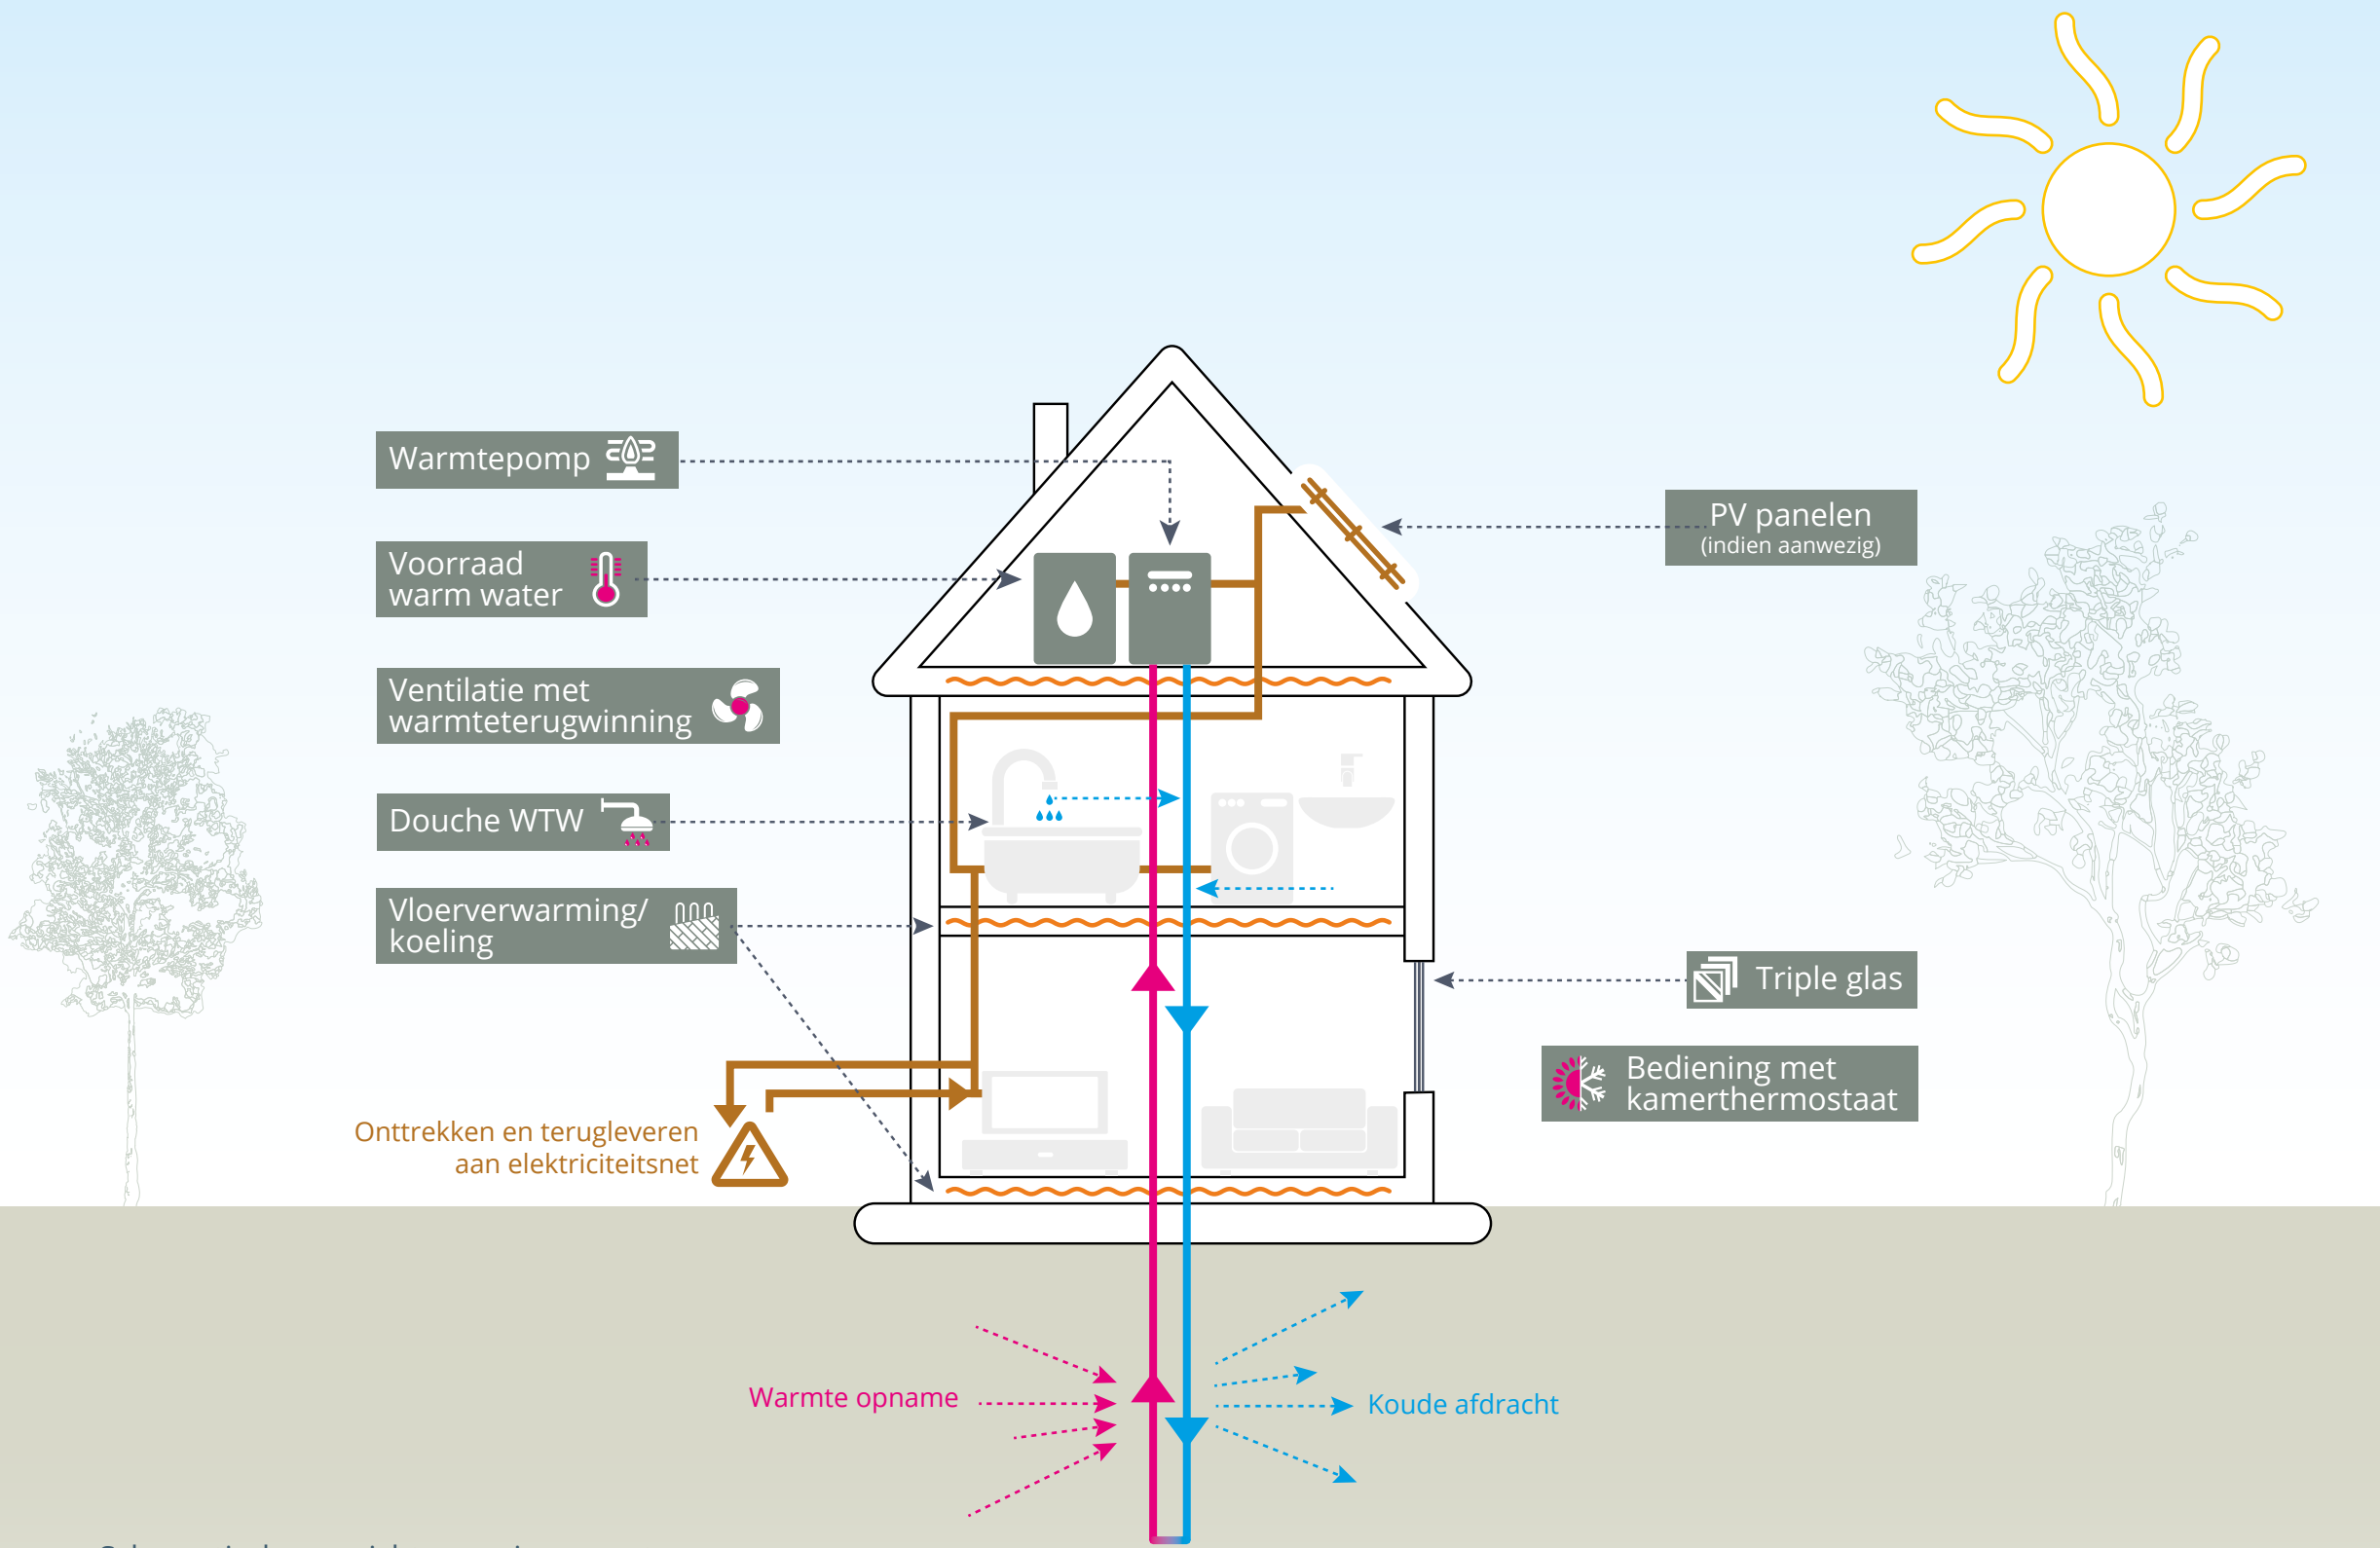 Warmtepomp
Voorraad
warm water
Ventilatie met
warmteterugwinning
Douche WTW
Vloerverwarming/
koeling
Onttrekken en terugleveren
aan elektriciteitsnet
PV panelen
(indien aanwezig)
Triple glas
Bediening met
kamerthermostaat
Warmte opname
Koude afdracht